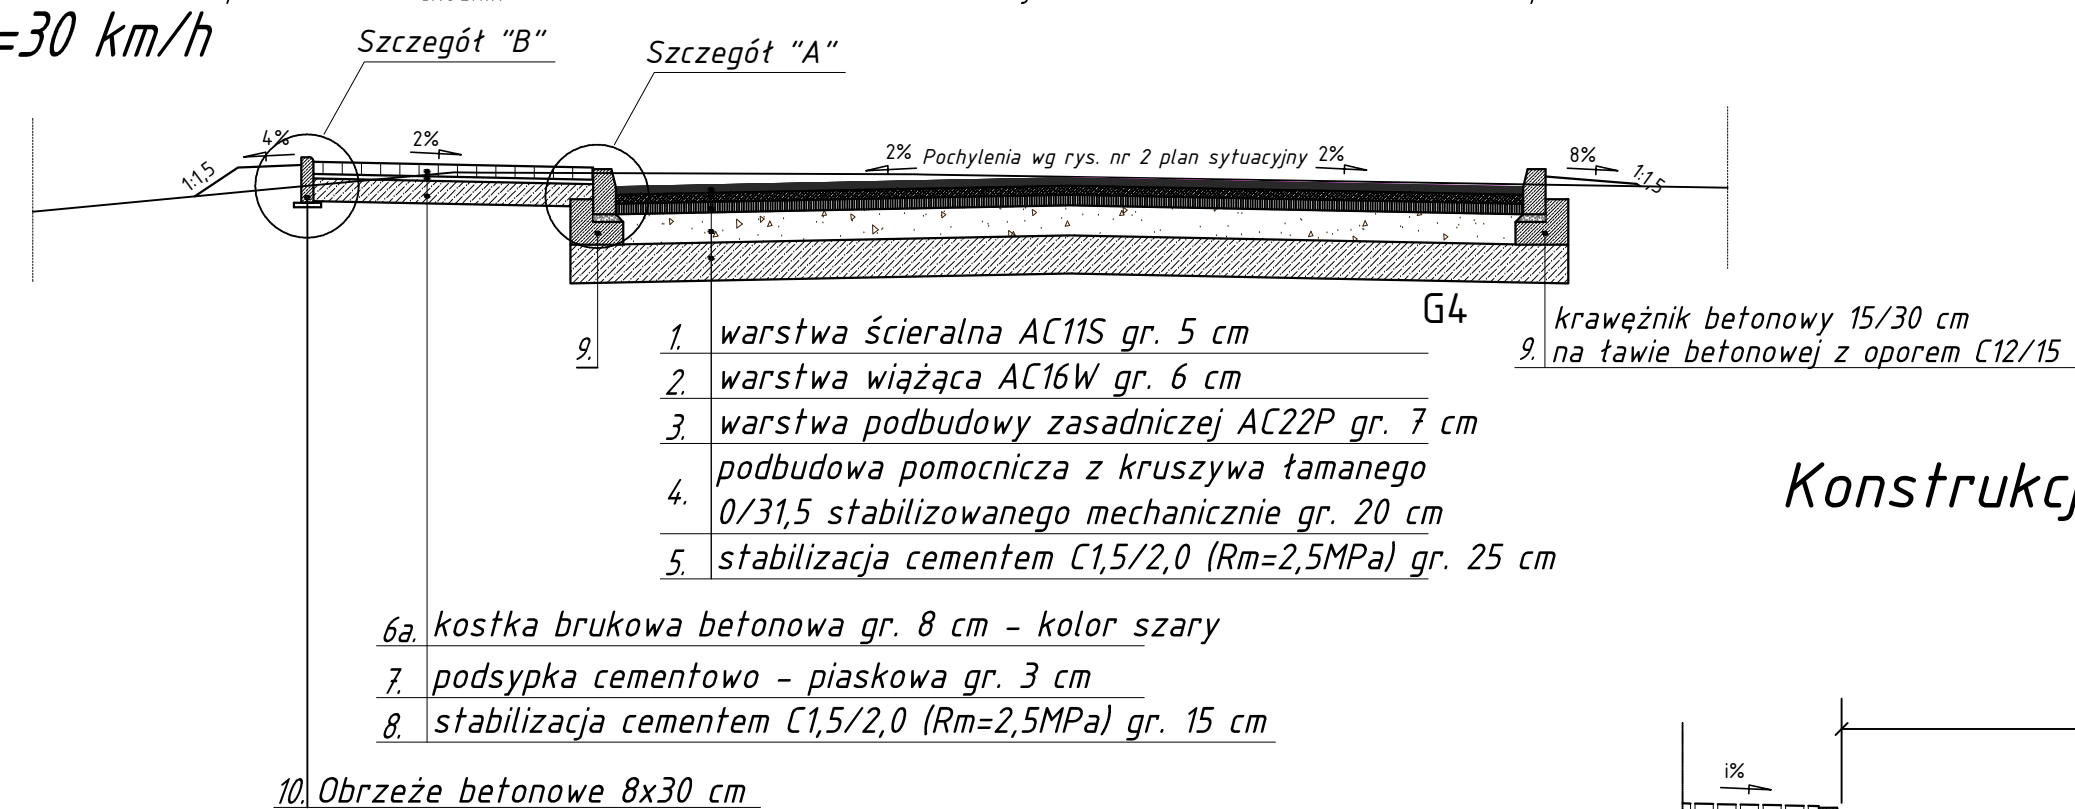 =30 km/h
Szczegół "B"
Szczegół "A"
4%
2%
1:1,5
2% Pochylenia wg rys. nr 2 plan sytuacyjny 2%
8%
1:1,5
G4
9.
1. warstwa ścieralna AC11S gr. 5 cm
2. warstwa wiążąca AC16W gr. 6 cm
3. warstwa podbudowy zasadniczej AC22P gr. 7 cm
4. podbudowa pomocnicza z kruszywa łamanego
0/31,5 stabilizowanego mechanicznie gr. 20 cm
5. stabilizacja cementem C1,5/2,0 (Rm=2,5MPa) gr. 25 cm
krawężnik betonowy 15/30 cm
9. na ławie betonowej z oporem C12/15
6a. kostka brukowa betonowa gr. 8 cm - kolor szary
7. podsypka cementowo - piaskowa gr. 3 cm
8. stabilizacja cementem C1,5/2,0 (Rm=2,5MPa) gr. 15 cm
10. Obrzeże betonowe 8x30 cm
Konstrukcj
i%